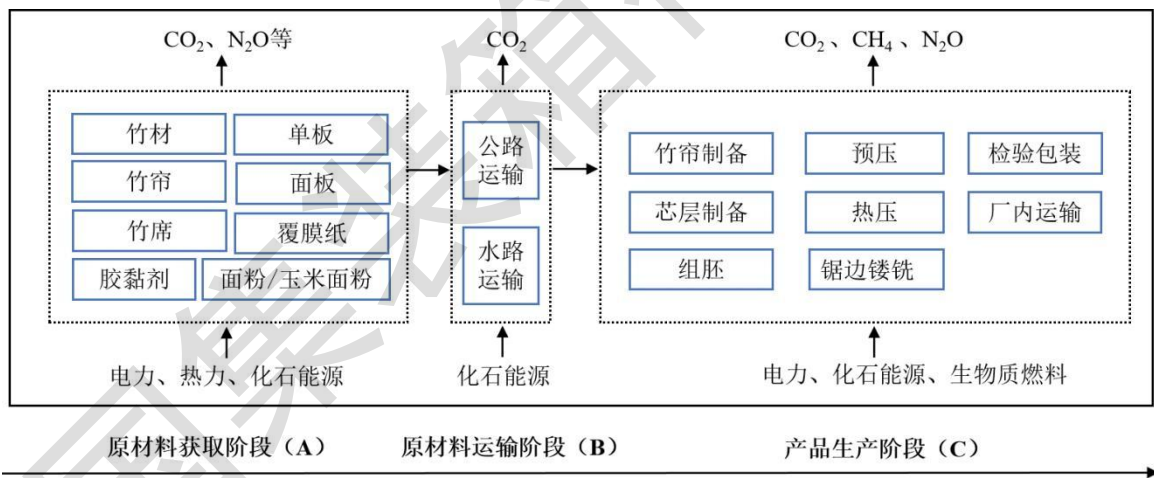 CO₂、N₂O等
CO₂
CO₂ 、CH₄ 、N₂O
竹材
单板
竹帘
面板
竹席
覆膜纸
胶黏剂
面粉/玉米面粉
公路
运输
水路
运输
竹帘制备
预压
检验包装
芯层制备
热压
厂内运输
组胚
锯边镂铣
电力、热力、化石能源
化石能源
电力、化石能源、生物质燃料
原材料获取阶段（A）
原材料运输阶段（B）
产品生产阶段（C）
国集装箱